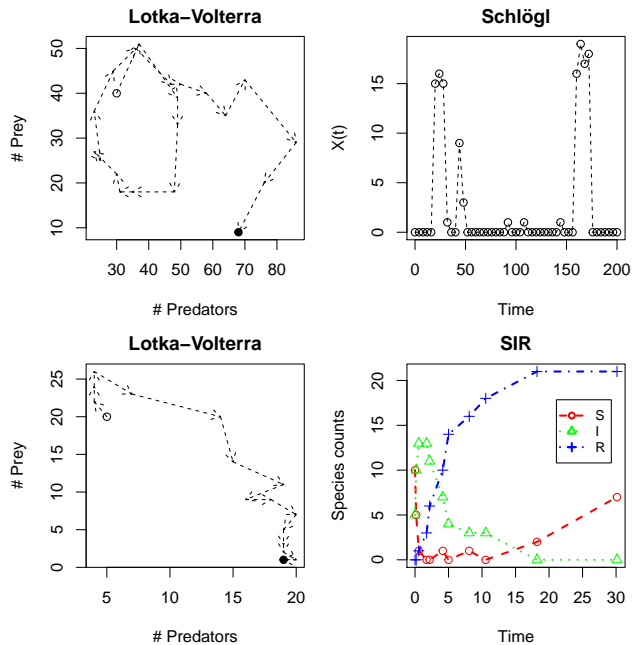 Lotka−Volterra
# Prey
50
40
30
20
10
30 40 50 60 70 80
# Predators
Schlögl
X(t)
15
10
5
0
0 50 100 150 200
Time
Lotka−Volterra
# Prey
25
20
15
10
5
0
5 10 15 20
# Predators
SIR
Species counts
20
15
10
5
0
S
I
R
0 5 10 15 20 25 30
Time